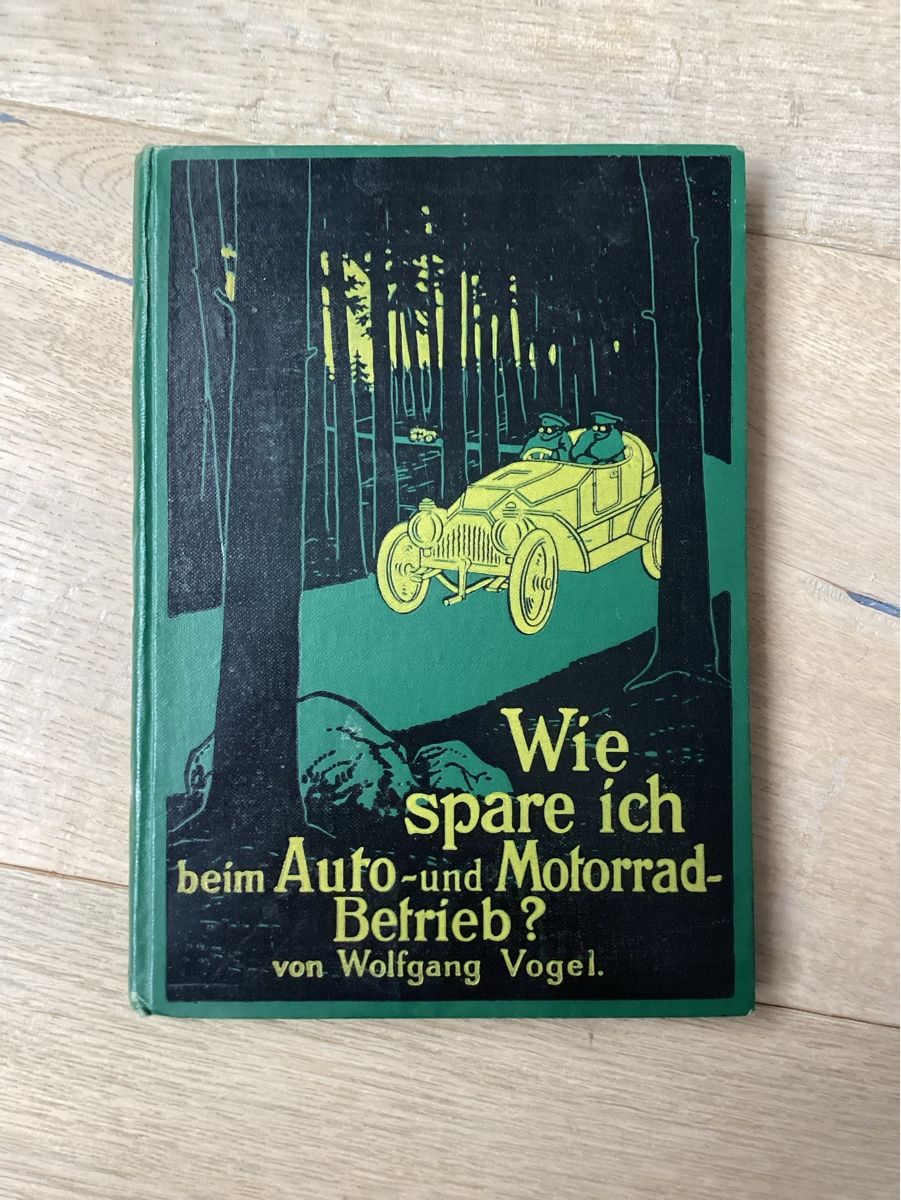 Wie
spare ich
beim Auto-und Motorrad-
Betrieb?
von Wolfgang Vogel.